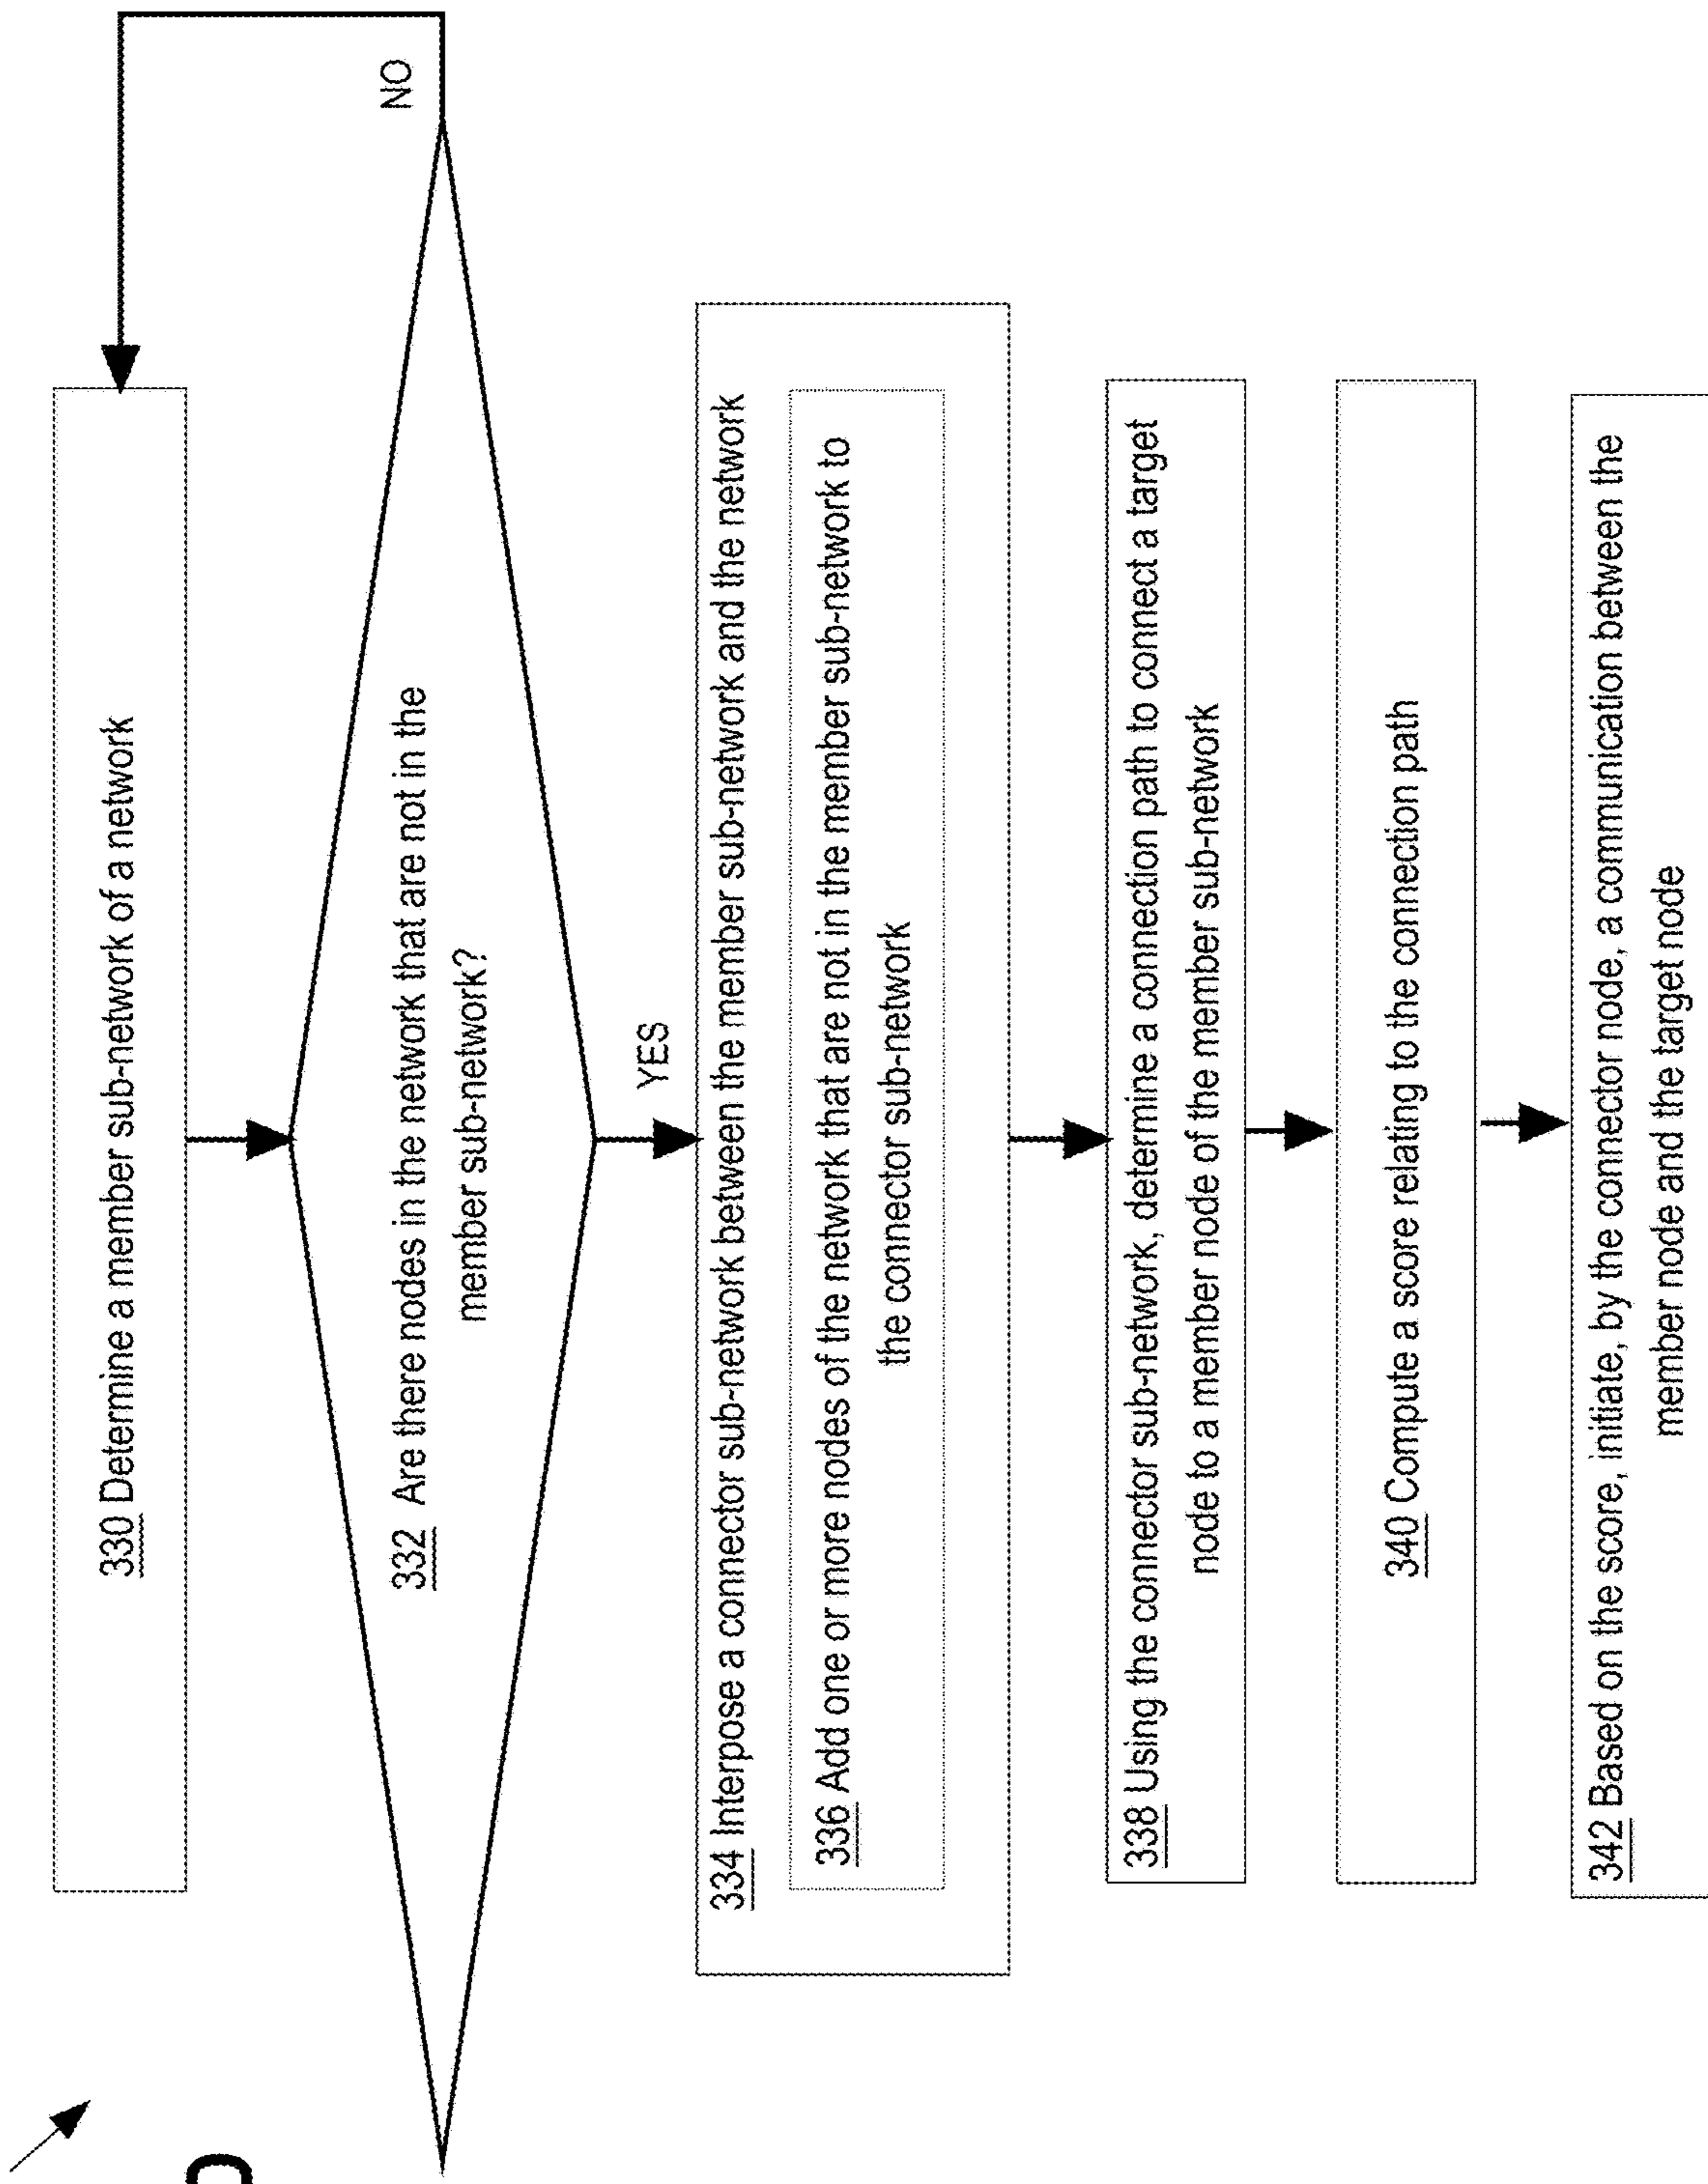 330 Determine a member sub-network of a network
332 Are there nodes in the network that are not in the
member sub-network?
NO
YES
334 Interpose a connector sub-network between the member sub-network and the network
336 Add one or more nodes of the network that are not in the member sub-network to
the connector sub-network
338 Using the connector sub-network, determine a connection path to connect a target
node to a member node of the member sub-network
340 Compute a score relating to the connection path
342 Based on the score, initiate, by the connector node, a communication between the
member node and the target node